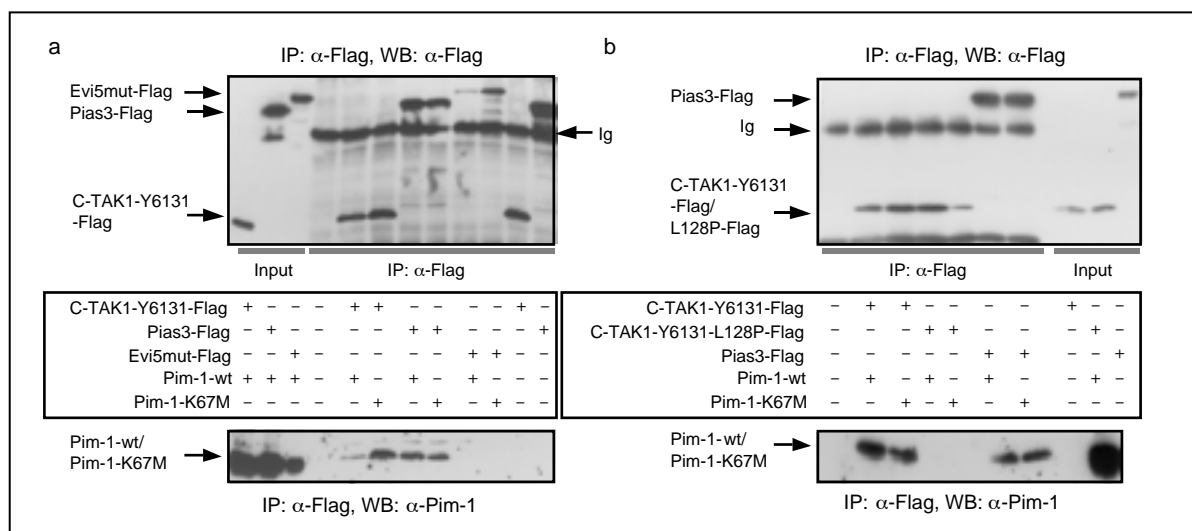 a
IP: α-Flag, WB: α-Flag
Evi5mut-Flag
Pias3-Flag
Ig
C-TAK1-Y6131
-Flag
Input
IP: α-Flag
C-TAK1-Y6131-Flag + − − − + + − − − − + −
Pias3-Flag − + − − − − + + − − − +
Evi5mut-Flag − − + − − − − − + + − −
Pim-1-wt + + + − + − + − + − − −
Pim-1-K67M − − − − − + − + − + − −
Pim-1-wt/
Pim-1-K67M
IP: α-Flag, WB: α-Pim-1
b
IP: α-Flag, WB: α-Flag
Pias3-Flag
Ig
C-TAK1-Y6131
-Flag/
L128P-Flag
IP: α-Flag
Input
C-TAK1-Y6131-Flag − + + − − − − + − −
C-TAK1-Y6131-L128P-Flag − − − + + − − − + −
Pias3-Flag − − − − − + + − − +
Pim-1-wt − + − + − + − − + −
Pim-1-K67M − − + − + − + − − −
Pim-1-wt/
Pim-1-K67M
IP: α-Flag, WB: α-Pim-1